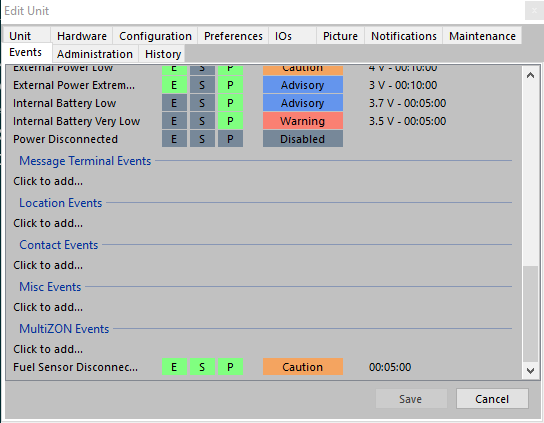 Edit Unit
Unit Hardware Configuration Preferences IOs Picture Notifications Maintenance
Events Administration History
External Power Low E S P Caution 4 V - 00:10:00
External Power Extrem... E S P Advisory 3 V - 00:10:00
Internal Battery Low E S P Advisory 3.7 V - 00:05:00
Internal Battery Very Low E S P Warning 3.5 V - 00:05:00
Power Disconnected E S P Disabled
Message Terminal Events
Click to add...
Location Events
Click to add...
Contact Events
Click to add...
Misc Events
Click to add...
MultiZON Events
Click to add...
Fuel Sensor Disconnec... E S P Caution 00:05:00
Save Cancel